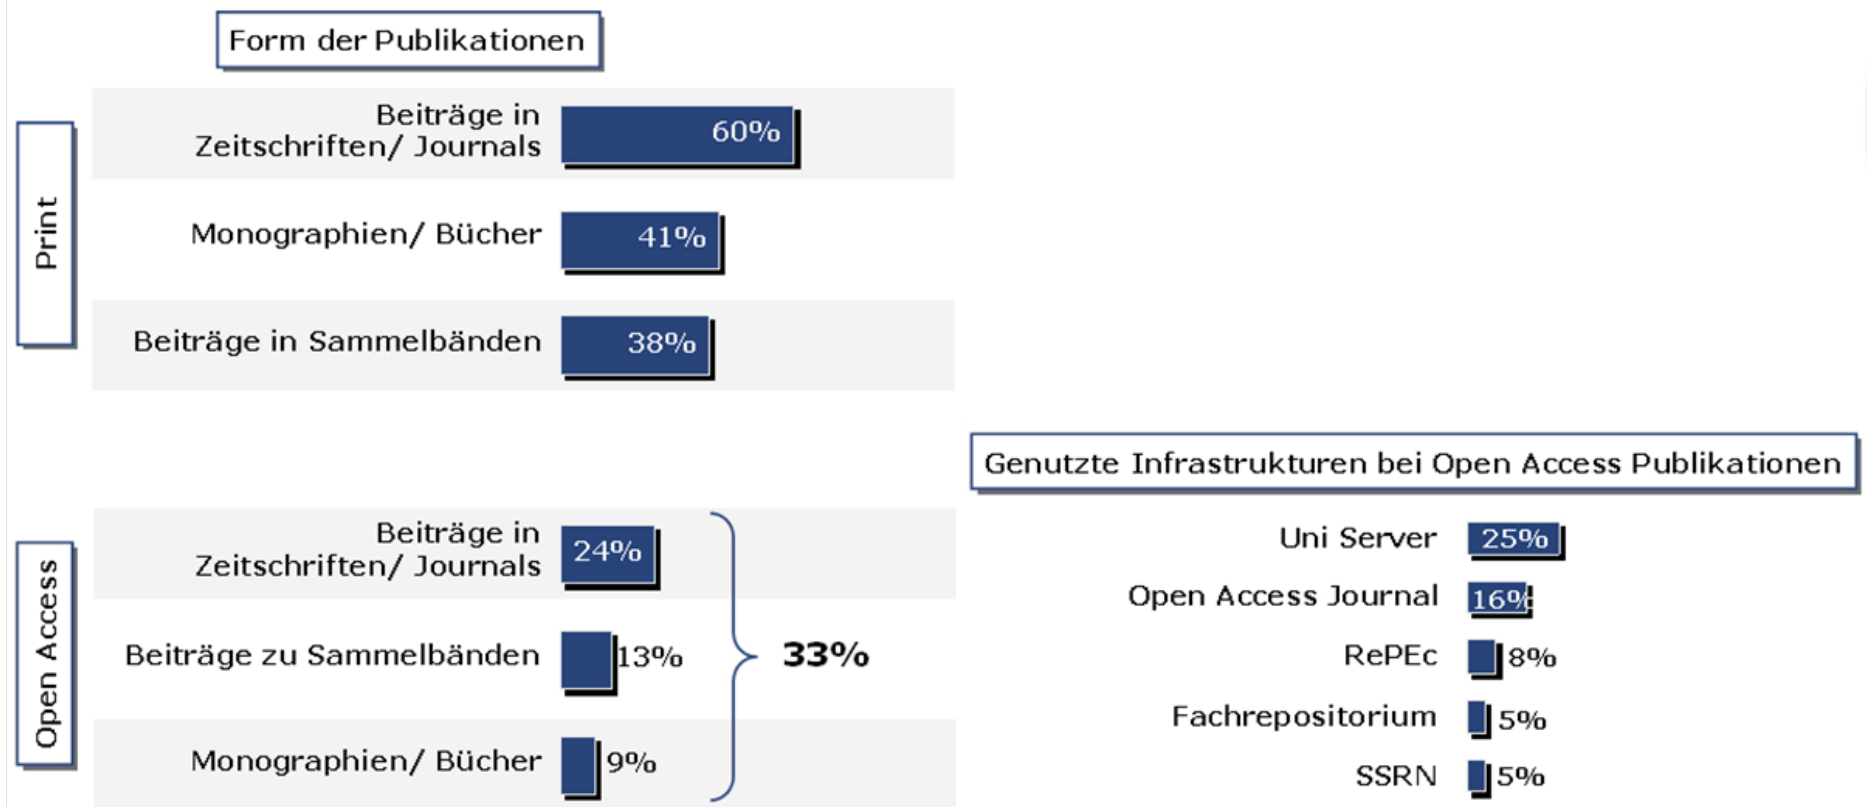 Form der Publikationen
Print
Beiträge in
Zeitschriften/ Journals
60%
Monographien/ Bücher
41%
Beiträge in Sammelbänden
38%
Open Access
Beiträge in
Zeitschriften/ Journals
24%
Beiträge zu Sammelbänden
13%
Monographien/ Bücher
9%
33%
Genutzte Infrastrukturen bei Open Access Publikationen
Uni Server
25%
Open Access Journal
16%
RePEc
8%
Fachrepositorium
5%
SSRN
5%